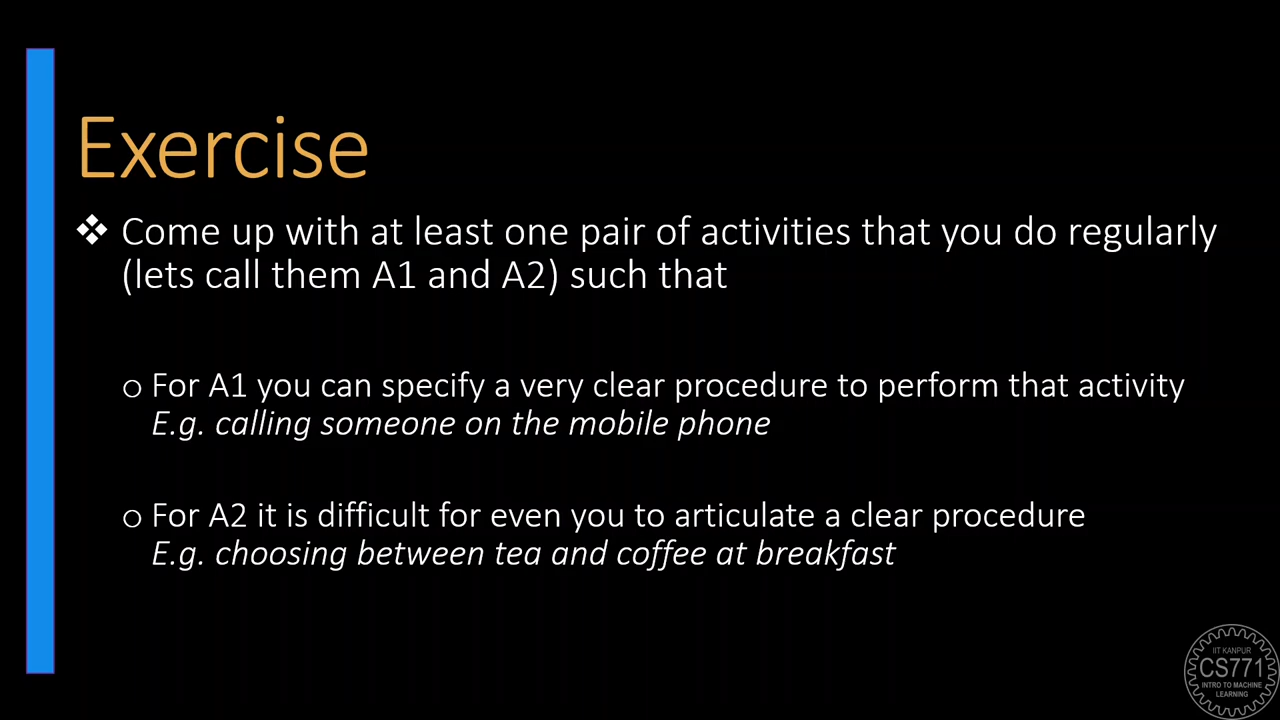 Exercise
❖ Come up with at least one pair of activities that you do regularly
(lets call them A1 and A2) such that
o For A1 you can specify a very clear procedure to perform that activity
E.g. calling someone on the mobile phone
o For A2 it is difficult for even you to articulate a clear procedure
E.g. choosing between tea and coffee at breakfast
IIT KANPUR
CS771
INTRO TO MACHINE
LEARNING